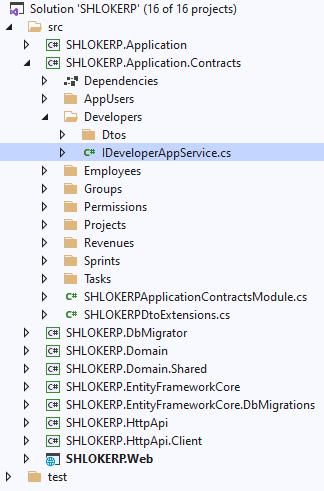 Solution 'SHLOKERP' (16 of 16 projects)
src
C# SHLOKERP.Application
C# SHLOKERP.Application.Contracts
Dependencies
AppUsers
Developers
Dtos
C# IDeveloperAppService.cs
Employees
Groups
Permissions
Projects
Revenues
Sprints
Tasks
C# SHLOKERPApplicationContractsModule.cs
C# SHLOKERPDtoExtensions.cs
C# SHLOKERP.DbMigrator
C# SHLOKERP.Domain
C# SHLOKERP.Domain.Shared
C# SHLOKERP.EntityFrameworkCore
C# SHLOKERP.EntityFrameworkCore.DbMigrations
C# SHLOKERP.HttpApi
C# SHLOKERP.HttpApi.Client
SHLOKERP.Web
test